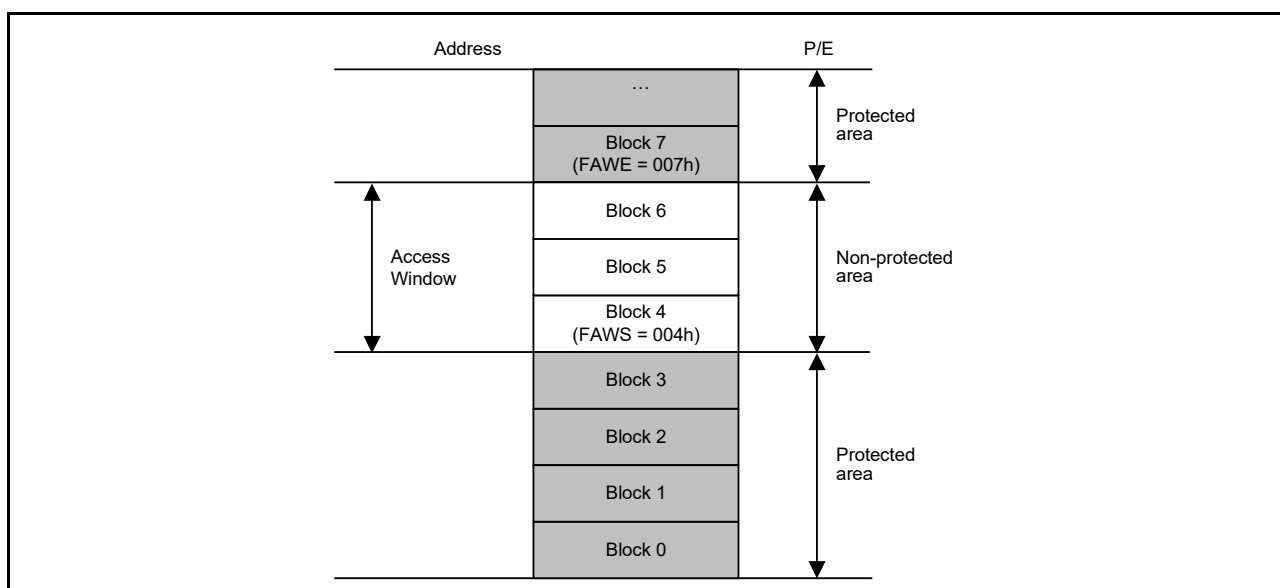 Address
P/E
…
Protected
area
Block 7
(FAWE = 007h)
Block 6
Access
Window
Block 5
Non-protected
area
Block 4
(FAWS = 004h)
Block 3
Block 2
Protected
area
Block 1
Block 0